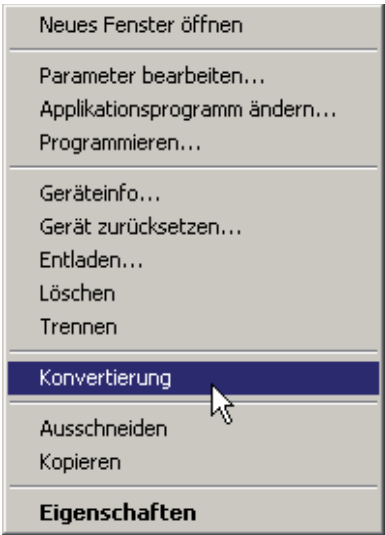 Neues Fenster öffnen
Parameter bearbeiten...
Applikationsprogramm ändern...
Programmieren...
Geräteinfo...
Gerät zurücksetzen...
Entladen...
Löschen
Trennen
Konvertierung
Ausschneiden
Kopieren
Eigenschaften